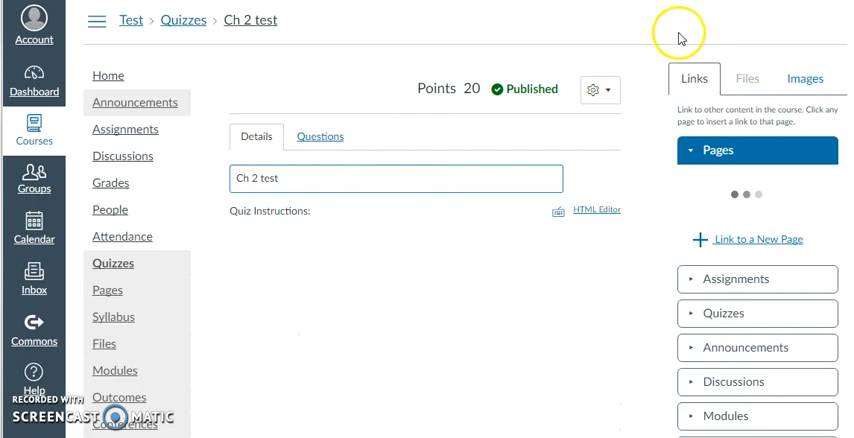 Account
Dashboard
Courses
Groups
Calendar
Inbox
Commons
Help
Test > Quizzes > Ch 2 test
Home
Announcements
Assignments
Discussions
Grades
People
Attendance
Quizzes
Pages
Syllabus
Files
Modules
Outcomes
Conferences
Points 20 Published
Details Questions
Ch 2 test
Quiz Instructions: HTML Editor
Links Files Images
Link to other content in the course. Click any
page to insert a link to that page.
Pages
Link to a New Page
Assignments
Quizzes
Announcements
Discussions
Modules
RECORDED WITH
SCREENCAST MATIC